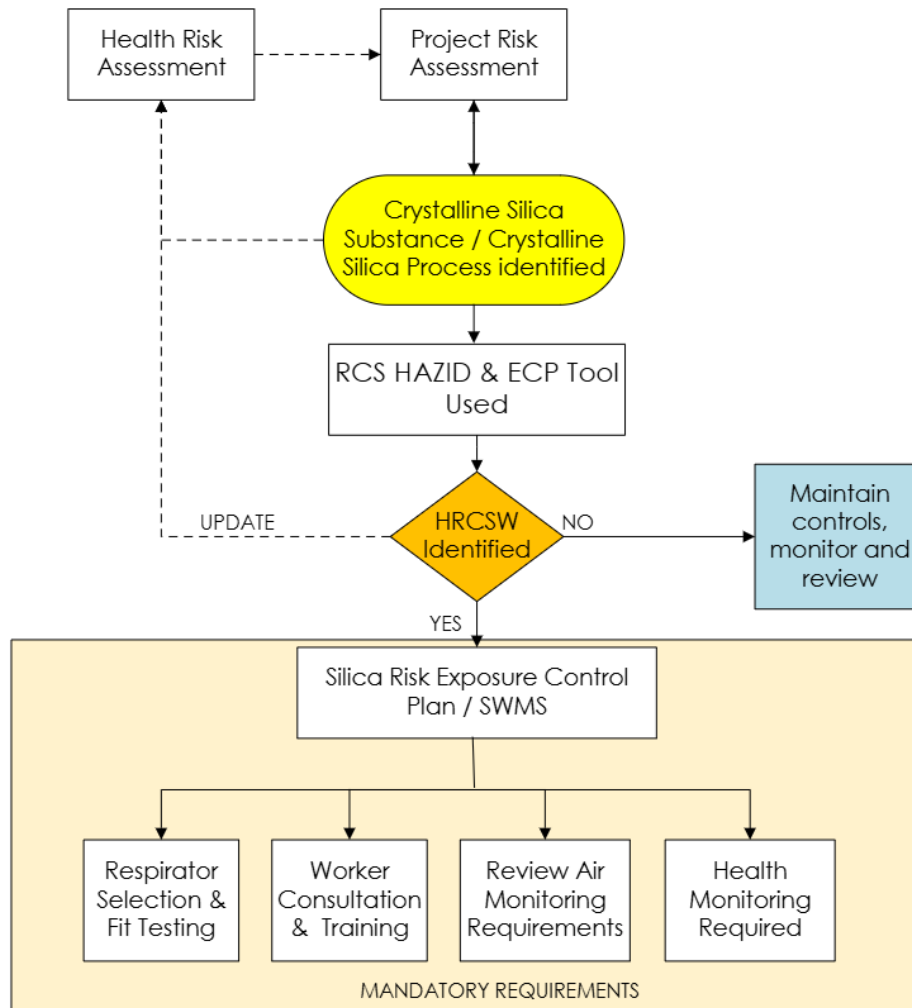 Health Risk
Assessment
Project Risk
Assessment
Crystalline Silica
Substance / Crystalline
Silica Process identified
RCS HAZID & ECP Tool
Used
UPDATE
HRCSW
Identified
NO
Maintain
controls,
monitor and
review
YES
Silica Risk Exposure Control
Plan / SWMS
Respirator
Selection &
Fit Testing
Worker
Consultation
& Training
Review Air
Monitoring
Requirements
Health
Monitoring
Required
MANDATORY REQUIREMENTS